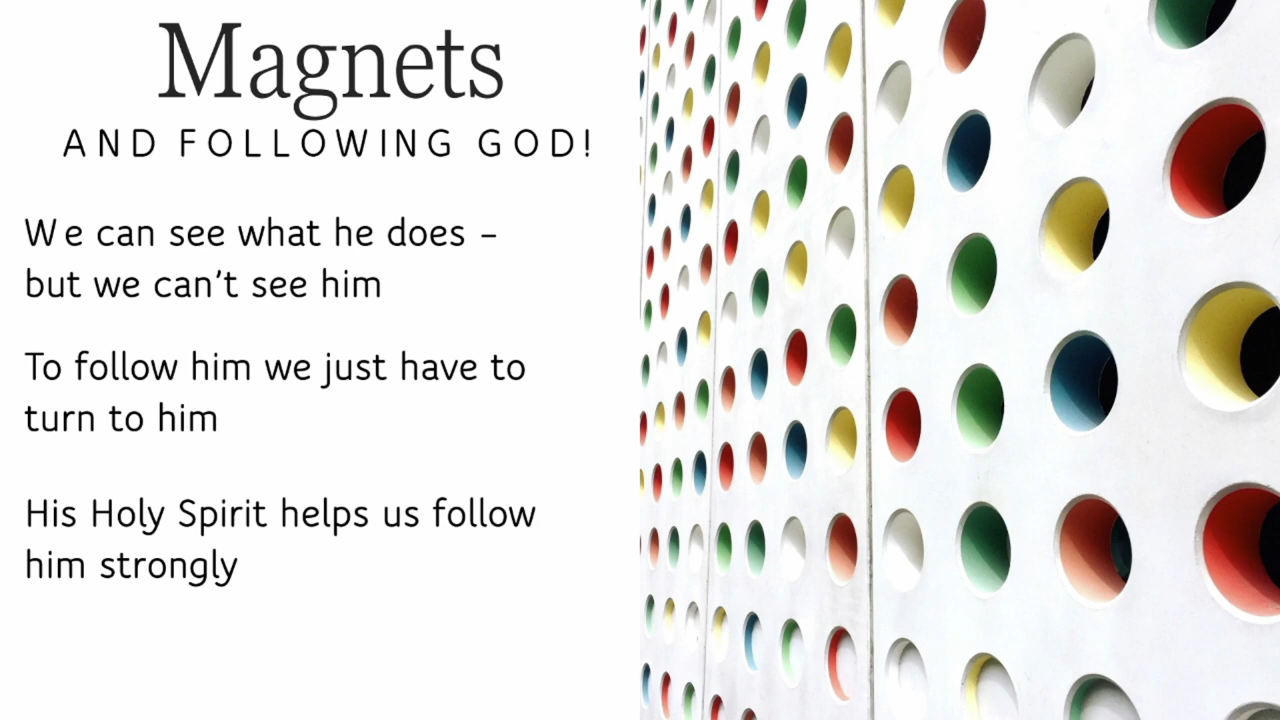 Magnets
AND FOLLOWING GOD!
We can see what he does –
but we can't see him
To follow him we just have to
turn to him
His Holy Spirit helps us follow
him strongly